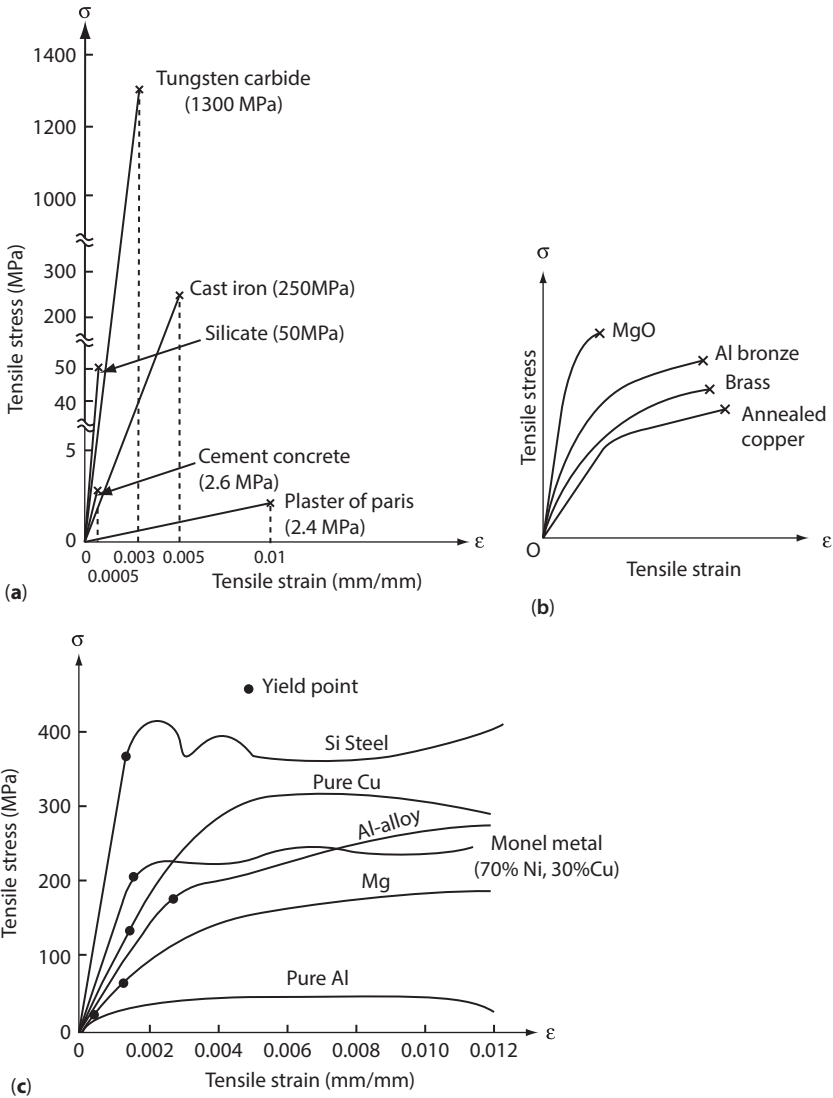 σ
1400
Tungsten carbide
(1300 MPa)
1200
1000
Tensile stress (MPa)
300
Cast iron (250MPa)
200
Silicate (50MPa)
50
40
5
Cement concrete
(2.6 MPa)
Plaster of paris
(2.4 MPa)
0
ε
0 0.003 0.005 0.01
0.0005
Tensile strain (mm/mm)
(a)
σ
MgO
Al bronze
Brass
Annealed
copper
Tensile stress
O
ε
Tensile strain
(b)
σ
Yield point
400
Si Steel
Pure Cu
300
Al-alloy
Monel metal
(70% Ni, 30%Cu)
200
Mg
Tensile stress (MPa)
100
Pure Al
0
ε
0 0.002 0.004 0.006 0.008 0.010 0.012
Tensile strain (mm/mm)
(c)